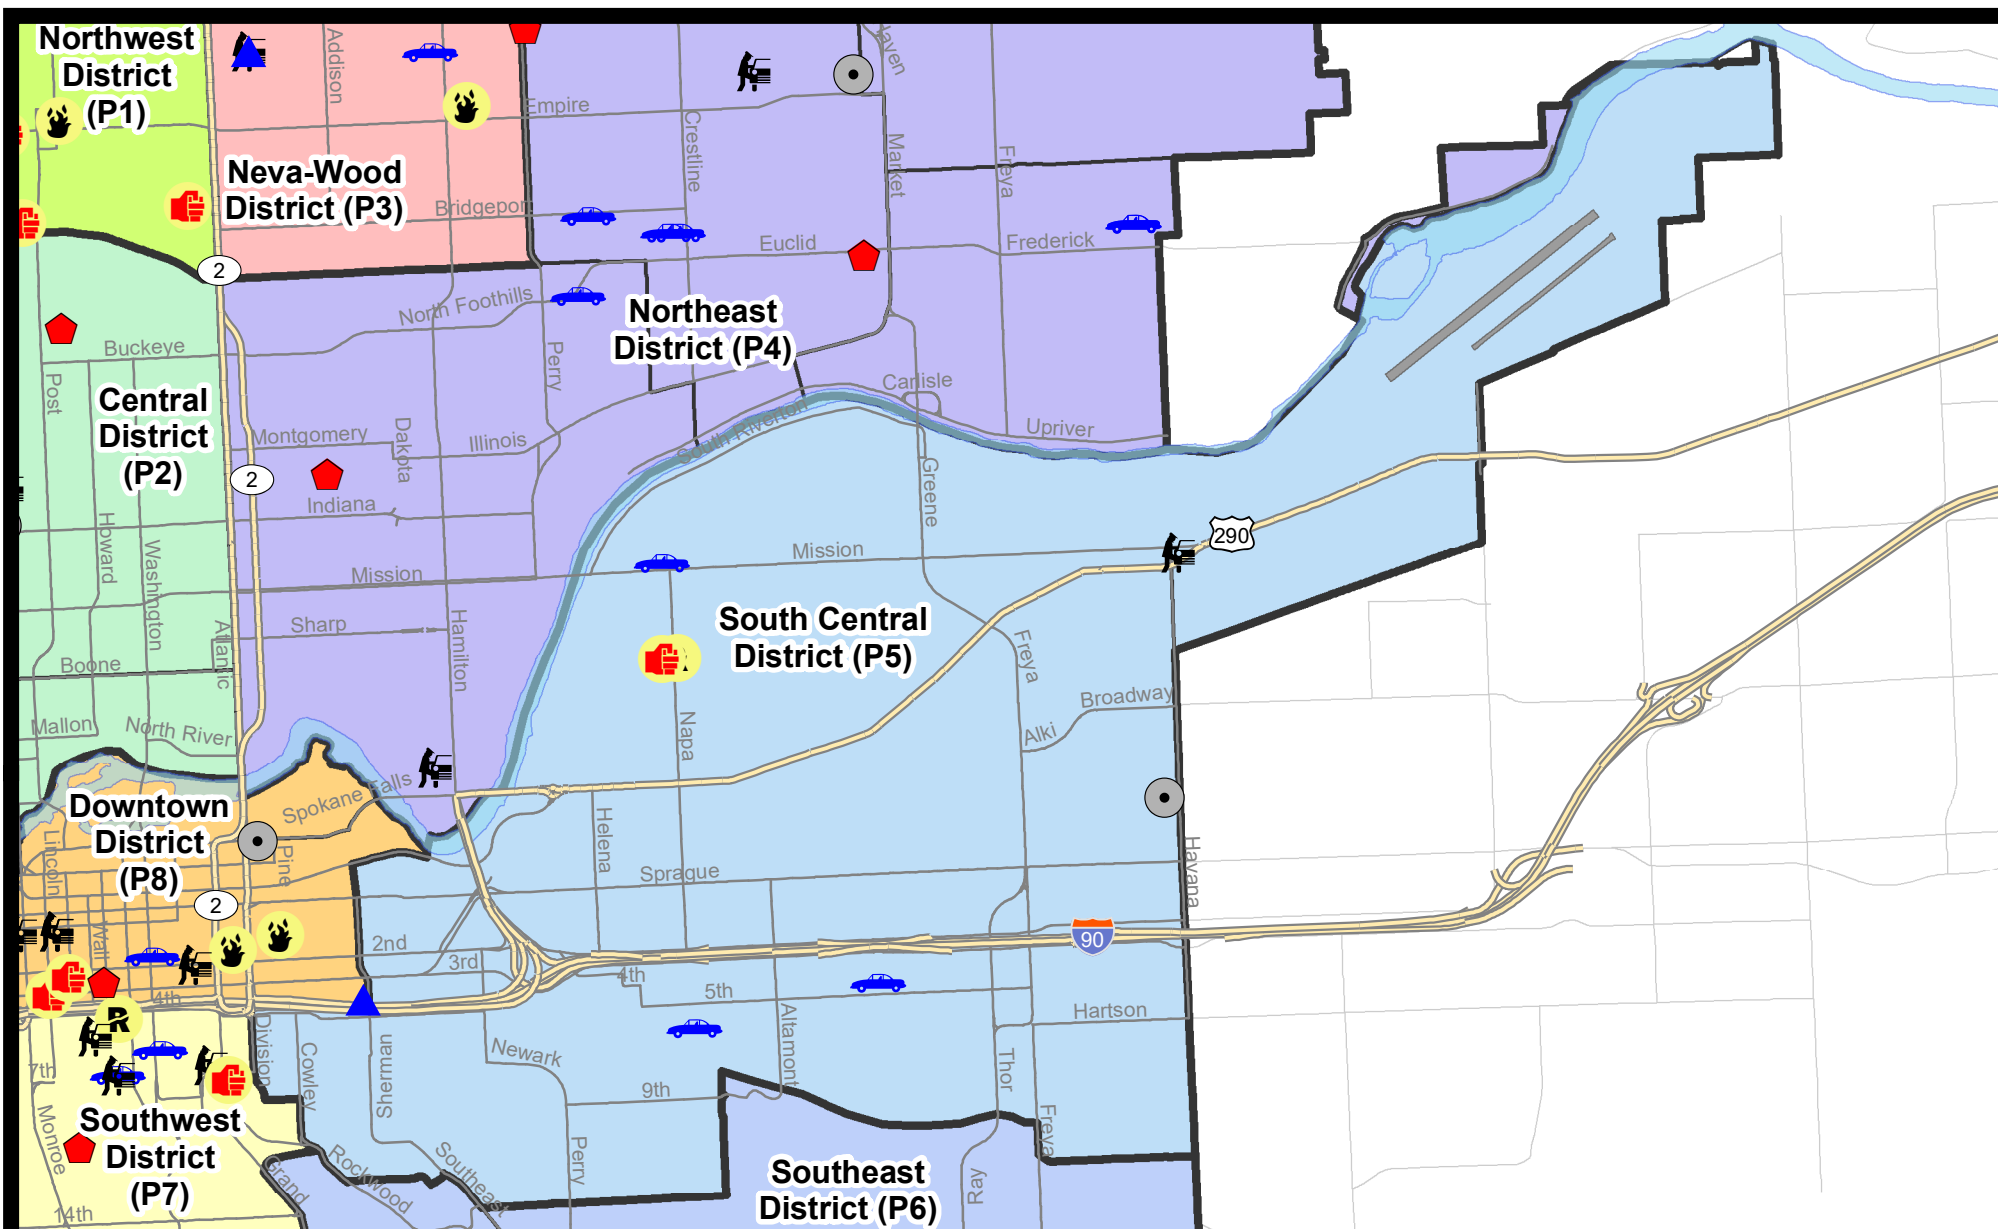 Northwest
District
(P1)
Addison
Haven
Empire
Crestline
Market
Freya
Neva-Wood
District (P3)
Bridgeport
Euclid
Frederick
2
North Foothills
Northeast
District (P4)
Buckeye
Perry
Post
Central
District
(P2)
Carlisle
South Riverton
Upriver
Montgomery
Dakota
Illinois
Greene
2
Indiana
Howard
Washington
290
Mission
Mission
South Central
District (P5)
Sharp
Hamilton
Atlantic
Freya
Boone
Broadway
Mallon
North River
Napa
Alki
Spokane Falls
Downtown
District
(P8)
Lincoln
Pine
Helena
Sprague
Havana
2
Wall
2nd
3rd
90
4th
4th
5th
Altamont
Hartson
Division
Cowley
Sherman
Newark
Thor
7th
9th
Monroe
Southwest
District
(P7)
Freya
Perry
Grand
Rockwood
Southeast
Southeast
District (P6)
Ray
14th
R